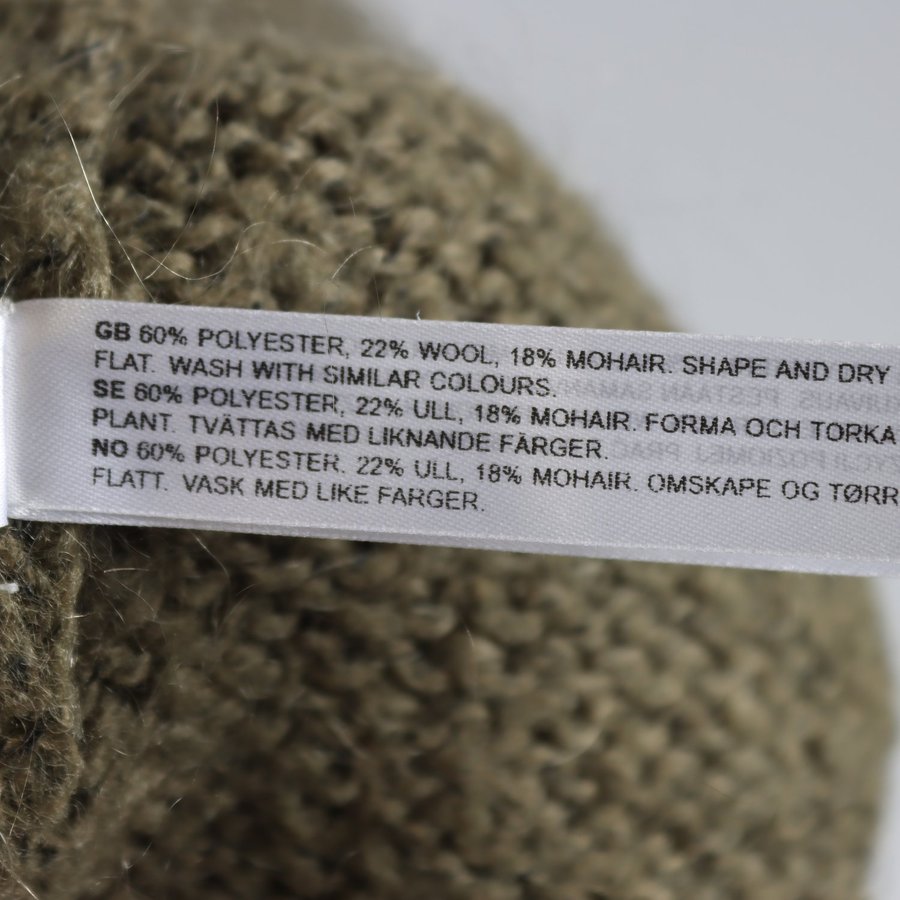 GB 60% POLYESTER, 22% WOOL, 18% MOHAIR. SHAPE AND DRY
FLAT. WASH WITH SIMILAR COLOURS.
SE 60% POLYESTER, 22% ULL, 18% MOHAIR. FORMA OCH TORKA
PLANT. TVÄTTAS MED LIKNANDE FÄRGER.
NO 60% POLYESTER. 22% ULL, 18% MOHAIR. OMSKAPE OG TØRR
FLATT. VASK MED LIKE FARGER.